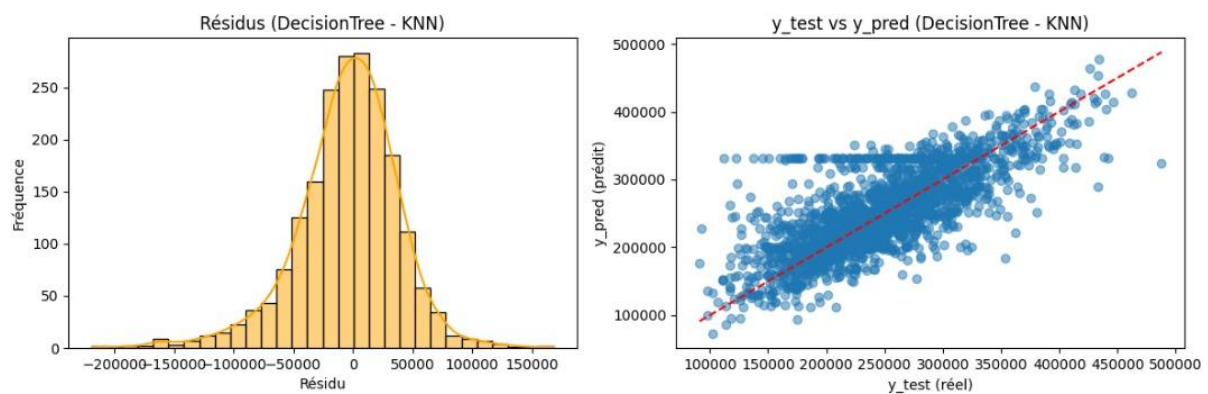 Résidus (DecisionTree - KNN)
Fréquence
250
200
150
100
50
0
−200000 −150000 −100000 −50000 0 50000 100000 150000
Résidu
y_test vs y_pred (DecisionTree - KNN)
y_pred (prédit)
500000
400000
300000
200000
100000
100000 150000 200000 250000 300000 350000 400000 450000 500000
y_test (réel)